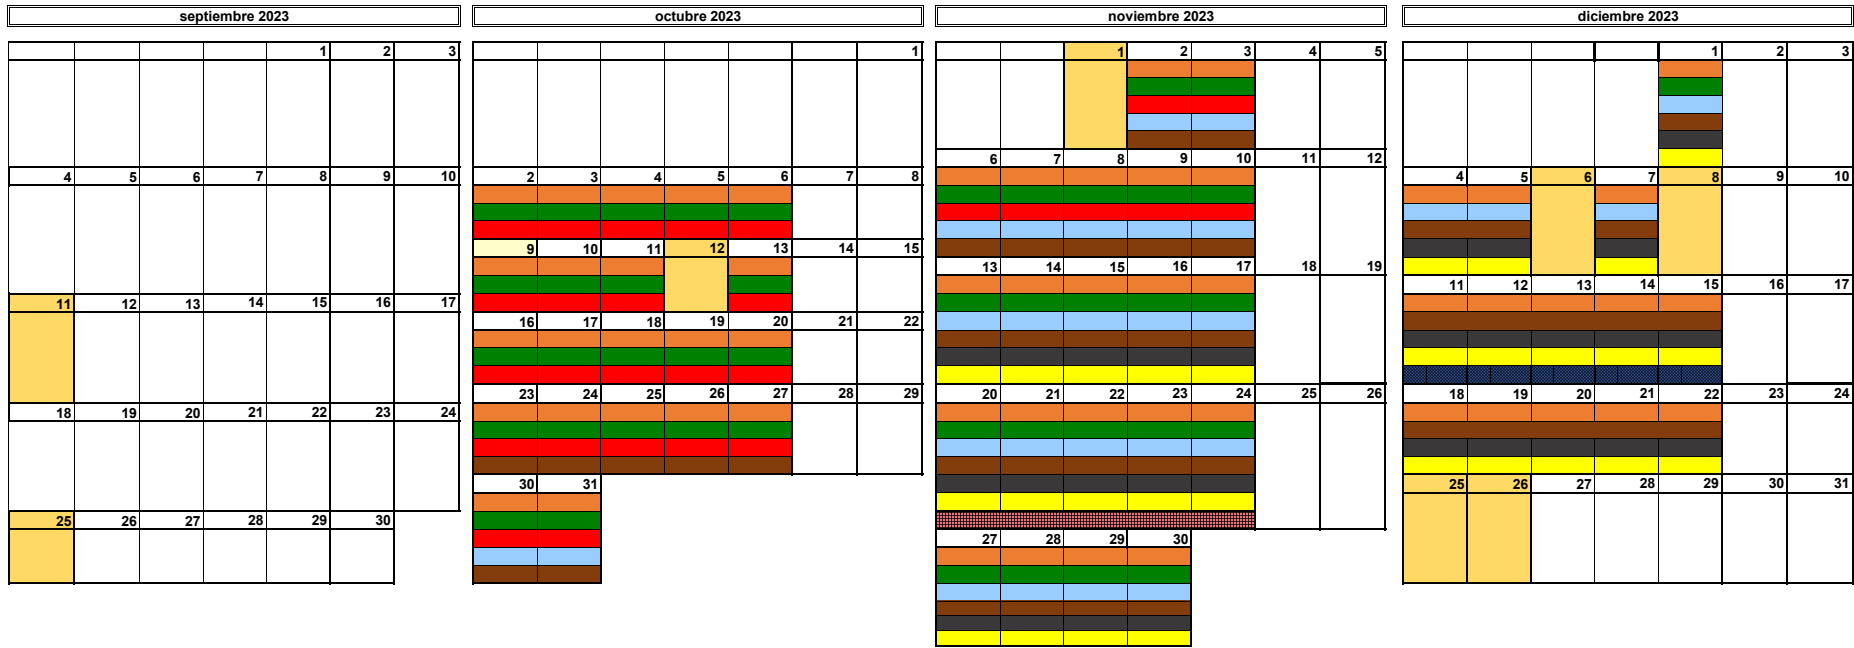 septiembre 2023
1 2 3
4 5 6 7 8 9 10
11 12 13 14 15 16 17
18 19 20 21 22 23 24
25 26 27 28 29 30
octubre 2023
1
2 3 4 5 6 7 8
9 10 11 12 13 14 15
16 17 18 19 20 21 22
23 24 25 26 27 28 29
30 31
noviembre 2023
1 2 3 4 5
6 7 8 9 10 11 12
13 14 15 16 17 18 19
20 21 22 23 24 25 26
27 28 29 30
diciembre 2023
1 2 3
4 5 6 7 8 9 10
11 12 13 14 15 16 17
18 19 20 21 22 23 24
25 26 27 28 29 30 31